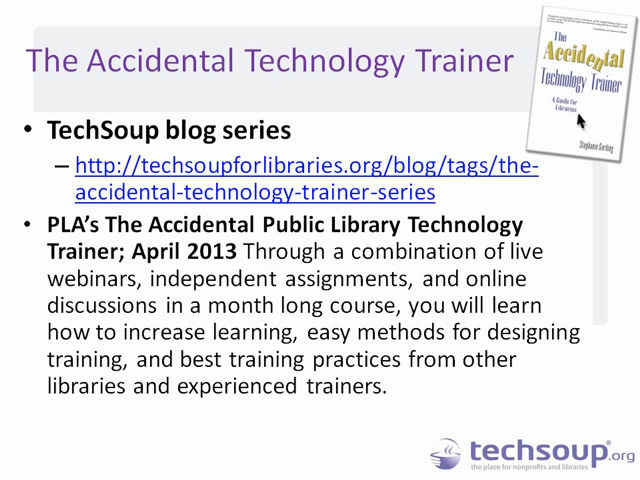 The Accidental Technology Trainer
The
Accidental
Technology Trainer
A Guide for
Libraries
Stephanie Gerding
• TechSoup blog series
– http://techsoupforlibraries.org/blog/tags/the-
accidental-technology-trainer-series
• PLA’s The Accidental Public Library Technology
Trainer; April 2013 Through a combination of live
webinars, independent assignments, and online
discussions in a month long course, you will learn
how to increase learning, easy methods for designing
training, and best training practices from other
libraries and experienced trainers.
techsoup®.org
the place for nonprofits and libraries